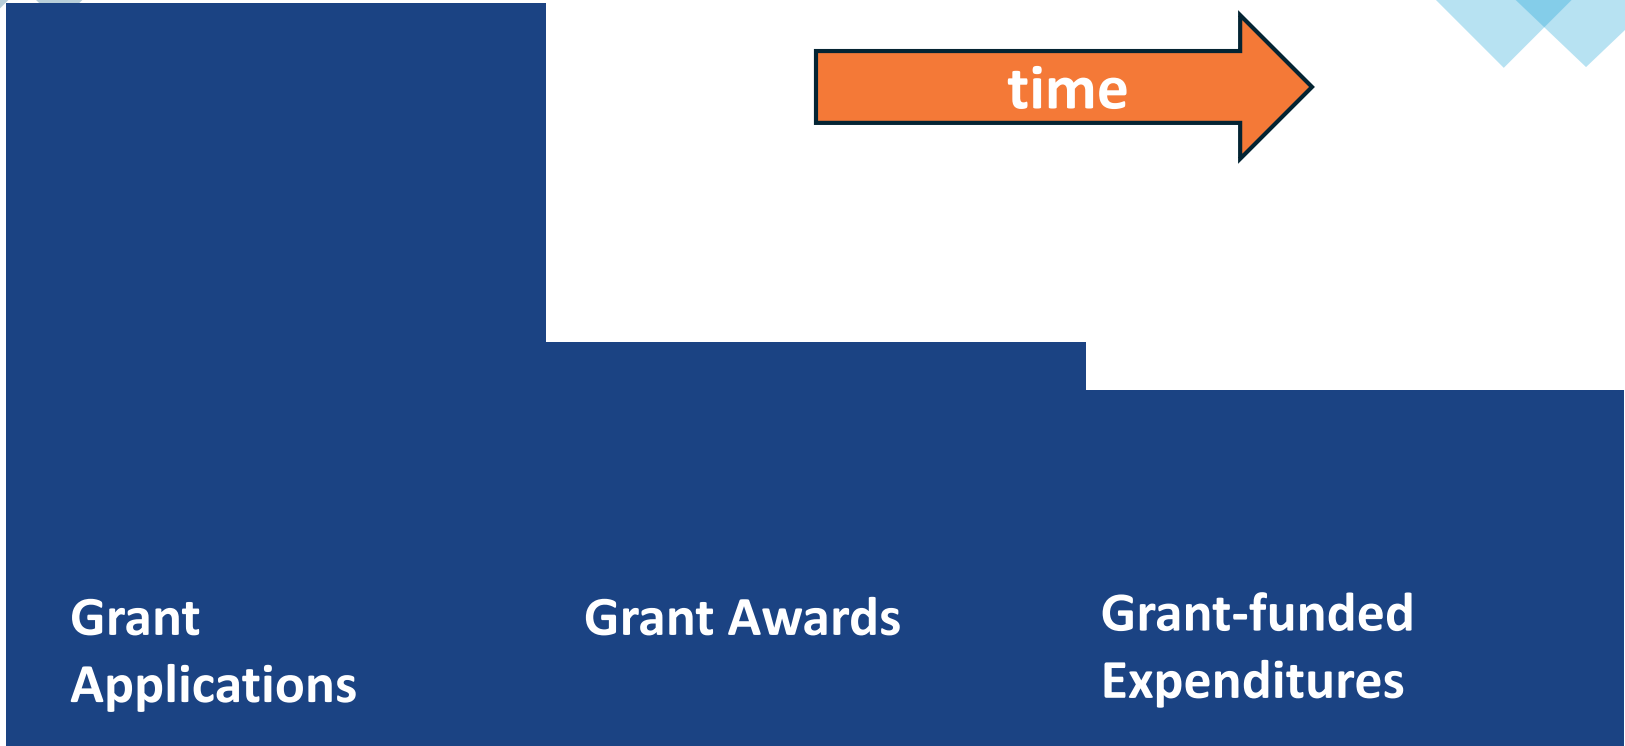 time
Grant
Applications
Grant Awards
Grant-funded
Expenditures